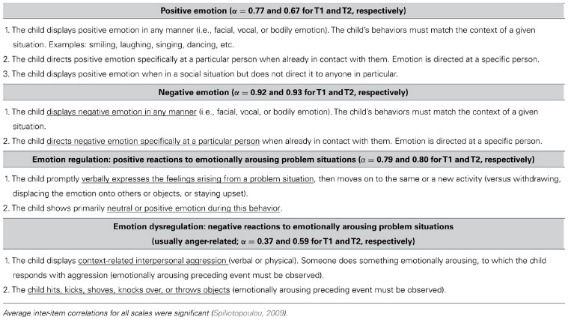 Positive emotion (α = 0.77 and 0.67 for T1 and T2, respectively)
1. The child displays positive emotion in any manner (i.e., facial, vocal, or bodily emotion). The child's behaviors must match the context of a given
situation. Examples: smiling, laughing, singing, dancing, etc.
2. The child directs positive emotion specifically at a particular person when already in contact with them. Emotion is directed at a specific person.
3. The child displays positive emotion when in a social situation but does not direct it to anyone in particular.
Negative emotion (α = 0.92 and 0.93 for T1 and T2, respectively)
1. The child displays negative emotion in any manner (i.e., facial, vocal, or bodily emotion). The child's behaviors must match the context of a given
situation.
2. The child directs negative emotion specifically at a particular person when already in contact with them. Emotion is directed at a specific person.
Emotion regulation: positive reactions to emotionally arousing problem situations (α = 0.79 and 0.80 for T1 and T2, respectively)
1. The child promptly verbally expresses the feelings arising from a problem situation, then moves on to the same or a new activity (versus withdrawing,
displacing the emotion onto others or objects, or staying upset).
2. The child shows primarily neutral or positive emotion during this behavior.
Emotion dysregulation: negative reactions to emotionally arousing problem situations
(usually anger-related; α = 0.37 and 0.59 for T1 and T2, respectively)
1. The child displays context-related interpersonal aggression (verbal or physical). Someone does something emotionally arousing, to which the child
responds with aggression (emotionally arousing preceding event must be observed).
2. The child hits, kicks, shoves, knocks over, or throws objects (emotionally arousing preceding event must be observed).
Average inter-item correlations for all scales were significant (Spiliotopoulou, 2009).